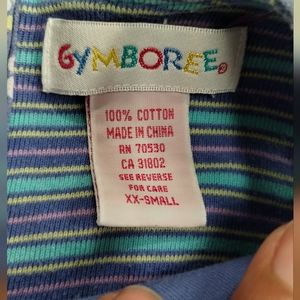 GYMBOREE®
100% COTTON
MADE IN CHINA
RN 70530
CA 31802
SEE REVERSE
FOR CARE
XX-SMALL